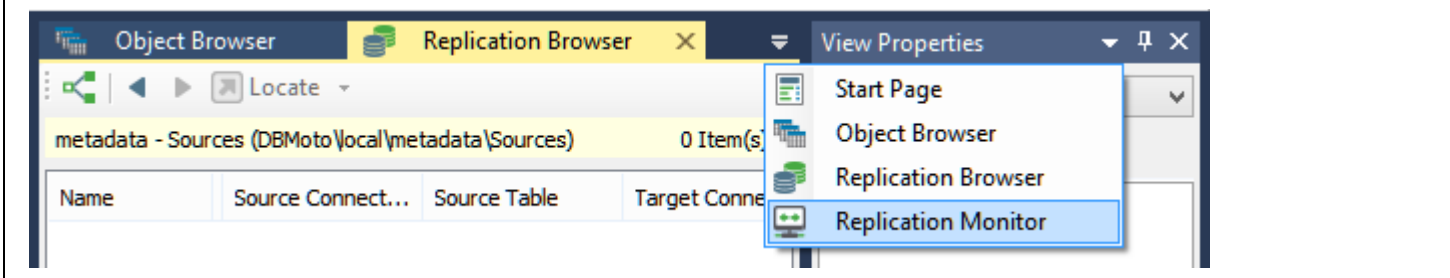 Object Browser Replication Browser View Properties
Locate Start Page
Object Browser
metadata - Sources (DBMoto\local\metadata\Sources) 0 Item(s)
Replication Browser
Name Source Connect... Source Table Target Conne
Replication Monitor